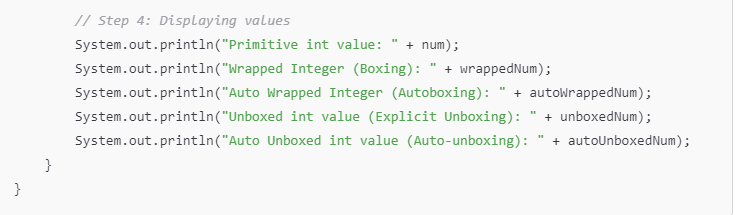 // Step 4: Displaying values
System.out.println("Primitive int value: " + num);
System.out.println("Wrapped Integer (Boxing): " + wrappedNum);
System.out.println("Auto Wrapped Integer (Autoboxing): " + autoWrappedNum);
System.out.println("Unboxed int value (Explicit Unboxing): " + unboxedNum);
System.out.println("Auto Unboxed int value (Auto-unboxing): " + autoUnboxedNum);
}
}